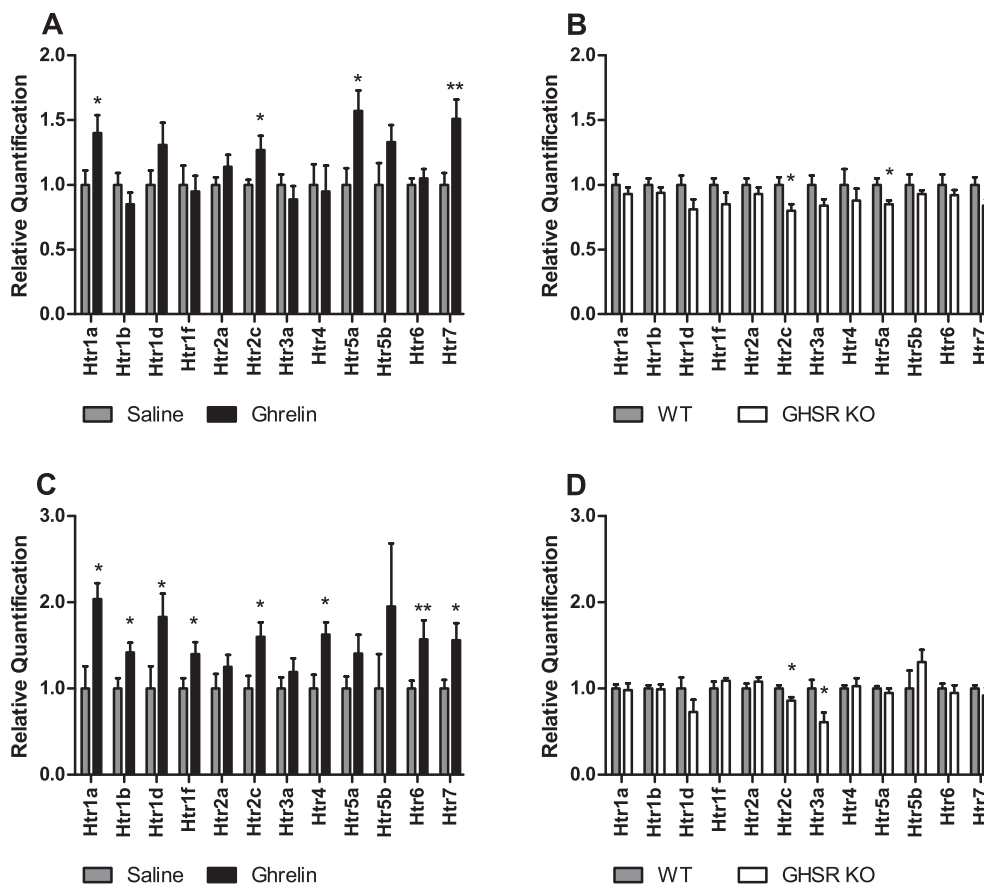 A
Relative Quantification
2.0
1.5
1.0
0.5
0.0
* * * **
Htr1a Htr1b Htr1d Htr1f Htr2a Htr2c Htr3a Htr4 Htr5a Htr5b Htr6 Htr7
Saline Ghrelin
B
Relative Quantification
2.0
1.5
1.0
0.5
0.0
* *
Htr1a Htr1b Htr1d Htr1f Htr2a Htr2c Htr3a Htr4 Htr5a Htr5b Htr6 Htr7
WT GHSR KO
C
Relative Quantification
3.0
2.0
1.0
0.0
* * * * * * ** *
Htr1a Htr1b Htr1d Htr1f Htr2a Htr2c Htr3a Htr4 Htr5a Htr5b Htr6 Htr7
Saline Ghrelin
D
Relative Quantification
3.0
2.0
1.0
0.0
* *
Htr1a Htr1b Htr1d Htr1f Htr2a Htr2c Htr3a Htr4 Htr5a Htr5b Htr6 Htr7
WT GHSR KO